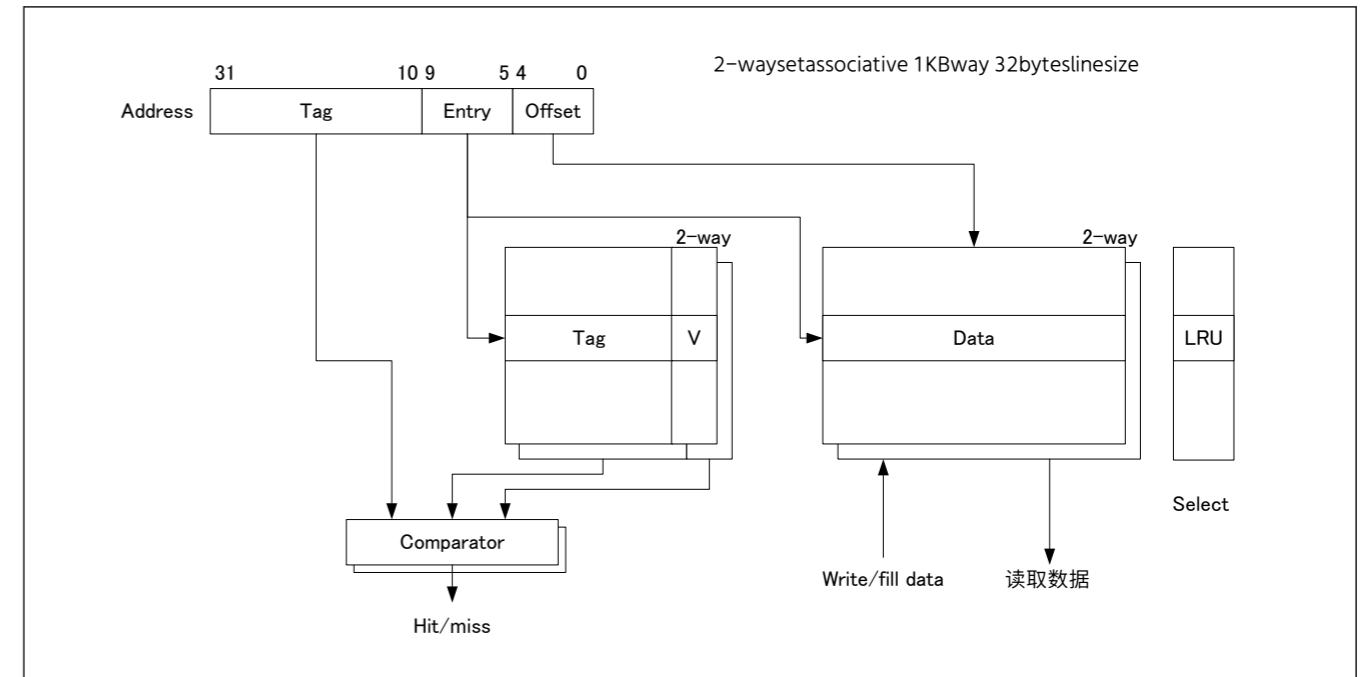 2-waysetassociative 1KBway 32byteslinesize
31 10 9 5 4 0
Address Tag Entry Offset
2-way 2-way
Tag V Data LRU
Select
Comparator
Write/fill data 读取数据
Hit/miss